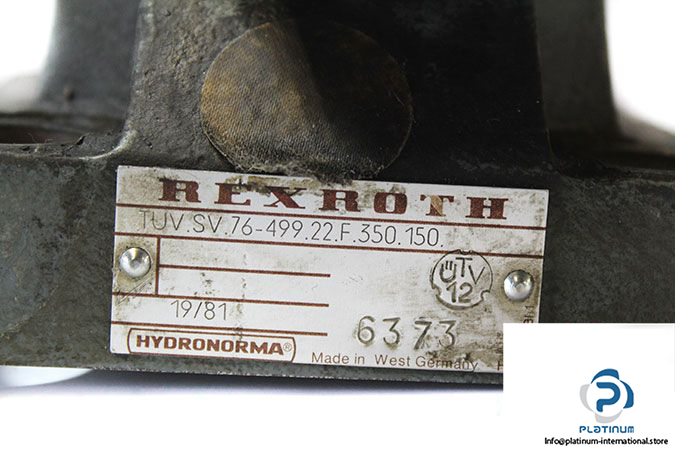 REXROTH
TÜV.SV.76-499.22.F.350.150.
TÜV
12
19/81
6373
HYDRONORMA®
Made in West Germany
P
PLATINUM
Info@platinum-international.store